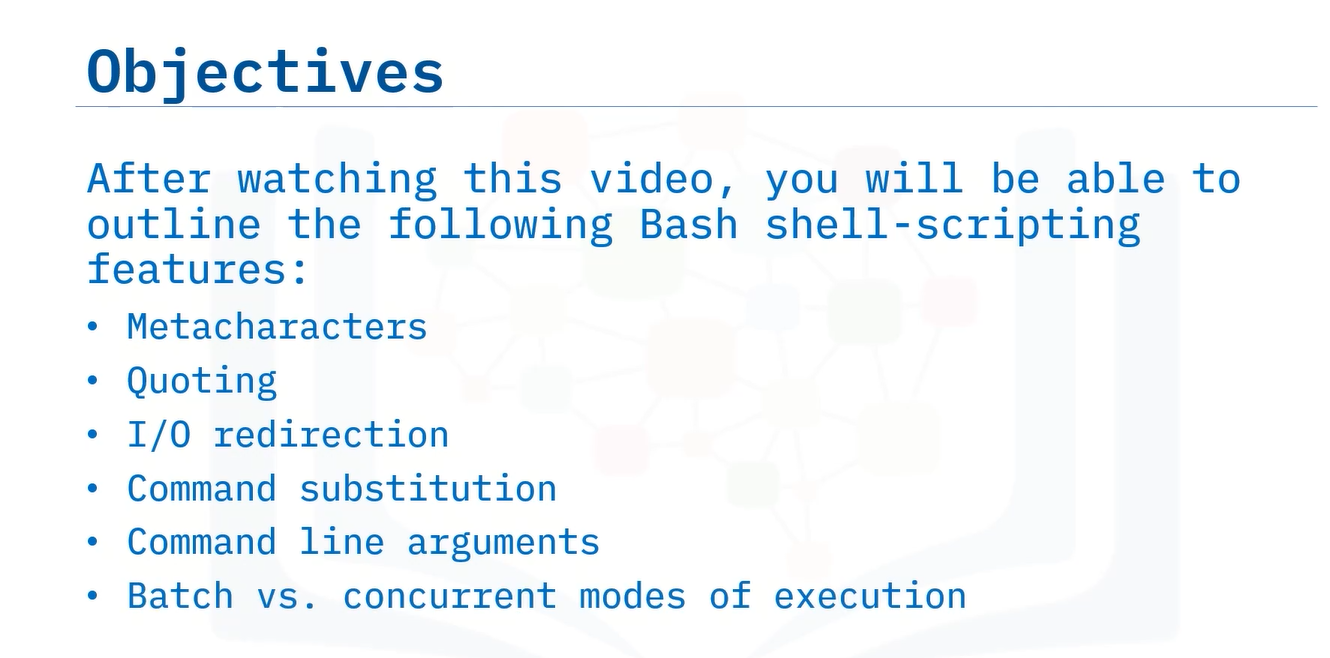 Objectives
After watching this video, you will be able to
outline the following Bash shell-scripting
features:
• Metacharacters
• Quoting
• I/O redirection
• Command substitution
• Command line arguments
• Batch vs. concurrent modes of execution